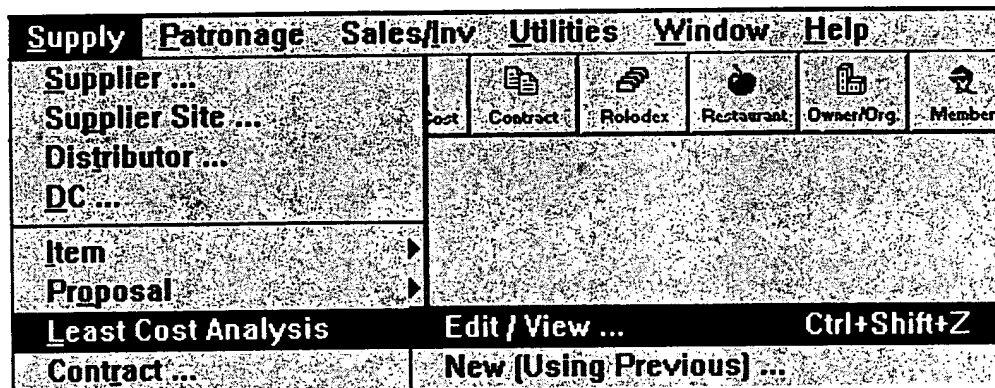 Supply Patronage Sales/Inv Utilities Window Help
Supplier ...
Supplier Site ...
Distributor ...
DC ...
Cost Contract Rolodex Restaurant Owner/Org. Member
Item
Proposal
Least Cost Analysis Edit / View ... Ctrl+Shift+Z
Contract ... New (Using Previous) ...